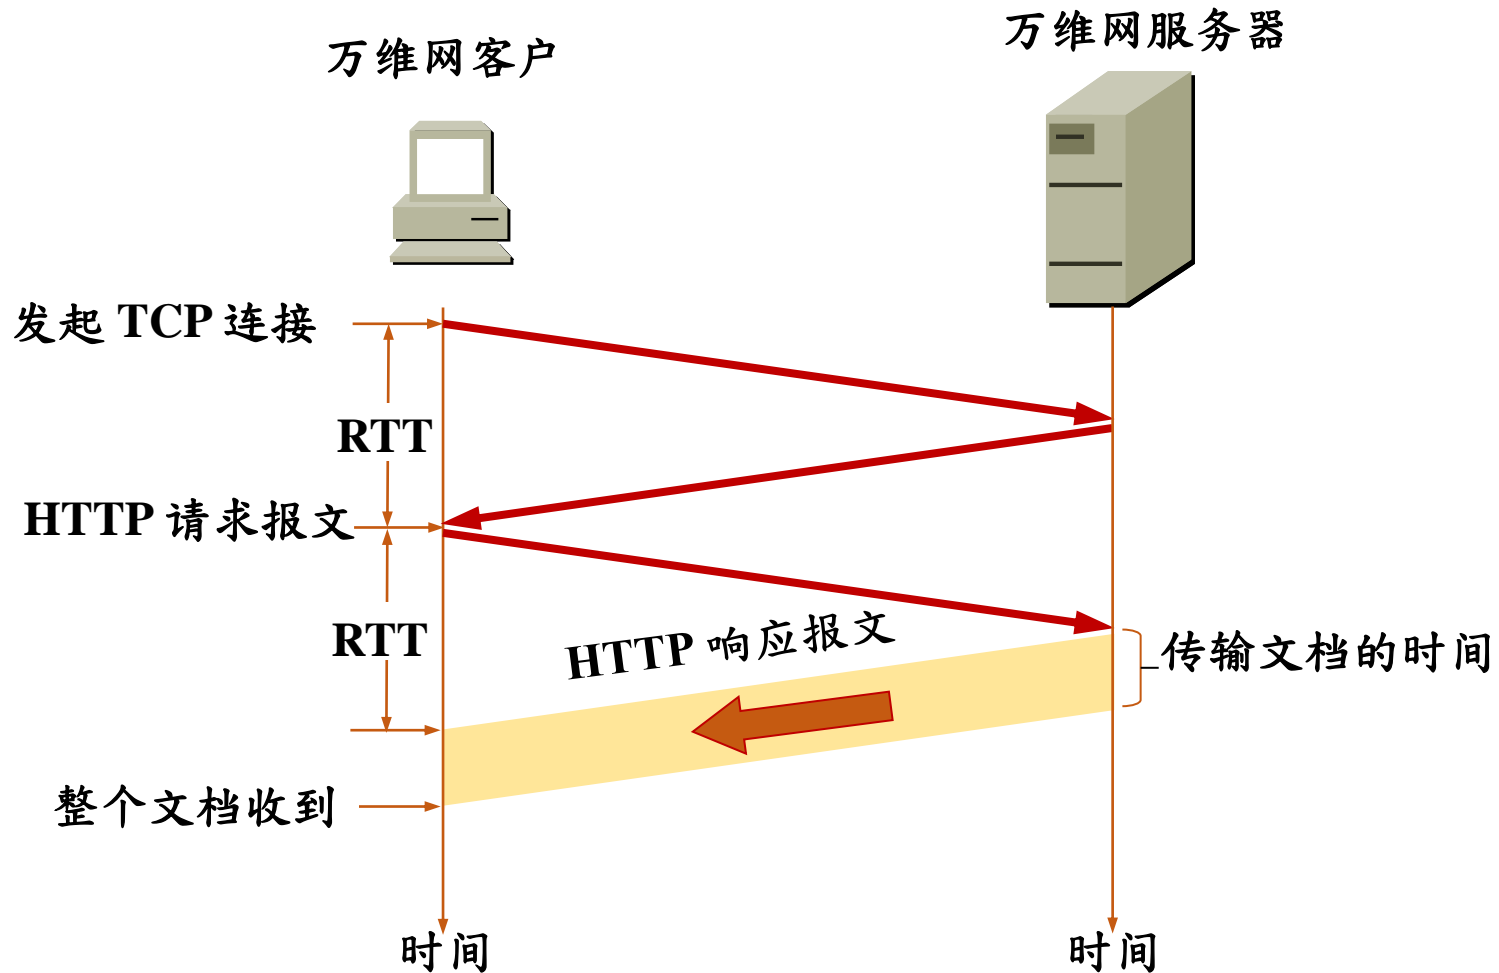 万维网客户
万维网服务器
发起 TCP 连接
RTT
HTTP 请求报文
RTT
HTTP 响应报文
传输文档的时间
整个文档收到
时间
时间